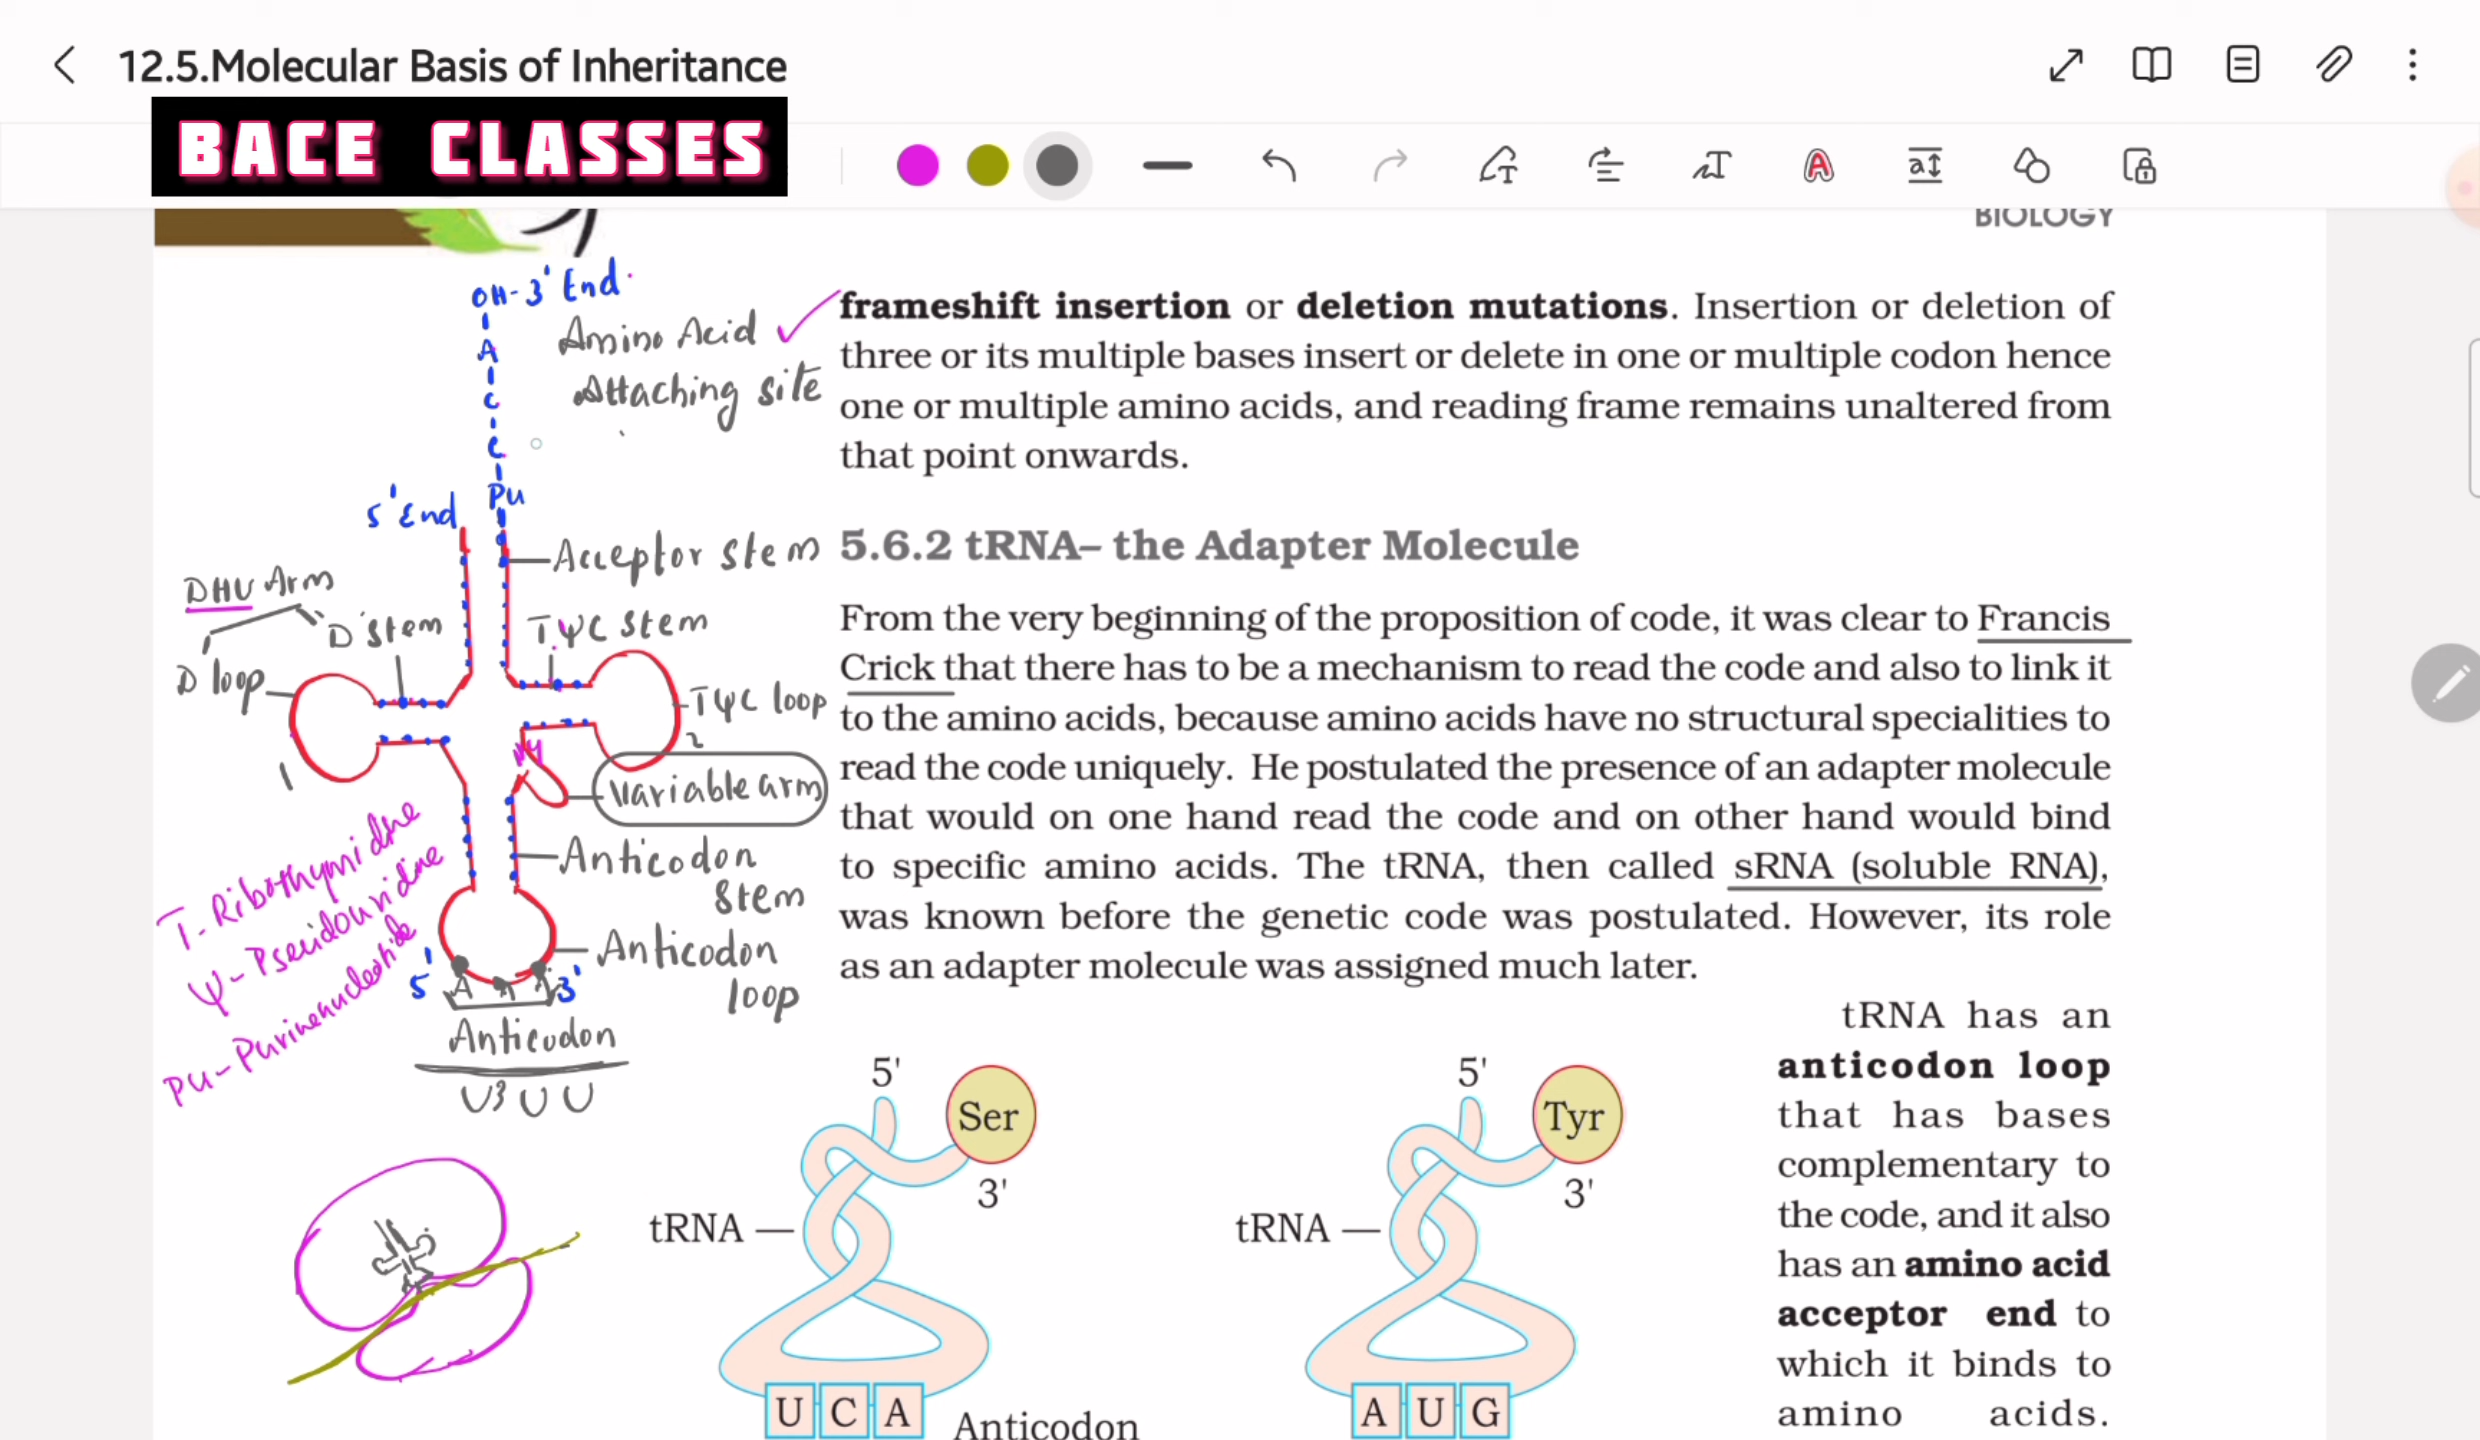 12.5.Molecular Basis of Inheritance
BACE CLASSES
BIOLOGY
OH-3' End
Amino Acid
Attaching site
A
C
C
Pu
5' End
Acceptor stem
DHU Arm
D stem
D loop
TψC stem
TψC loop
1
2
Variable arm
Anticodon
Stem
Anticodon
loop
T-Ribothymidine
ψ-Pseudouridine
Pu-Purinenucleotide
5'
A
3'
Anticodon
U U U
frameshift insertion or deletion mutations. Insertion or deletion of
three or its multiple bases insert or delete in one or multiple codon hence
one or multiple amino acids, and reading frame remains unaltered from
that point onwards.
5.6.2 tRNA– the Adapter Molecule
From the very beginning of the proposition of code, it was clear to Francis
Crick that there has to be a mechanism to read the code and also to link it
to the amino acids, because amino acids have no structural specialities to
read the code uniquely. He postulated the presence of an adapter molecule
that would on one hand read the code and on other hand would bind
to specific amino acids. The tRNA, then called sRNA (soluble RNA),
was known before the genetic code was postulated. However, its role
as an adapter molecule was assigned much later.
tRNA has an
anticodon loop
that has bases
complementary to
the code, and it also
has an amino acid
acceptor end to
which it binds to
amino acids.
5'
Ser
3'
tRNA
U C A
Anticodon
5'
Tyr
3'
tRNA
A U G